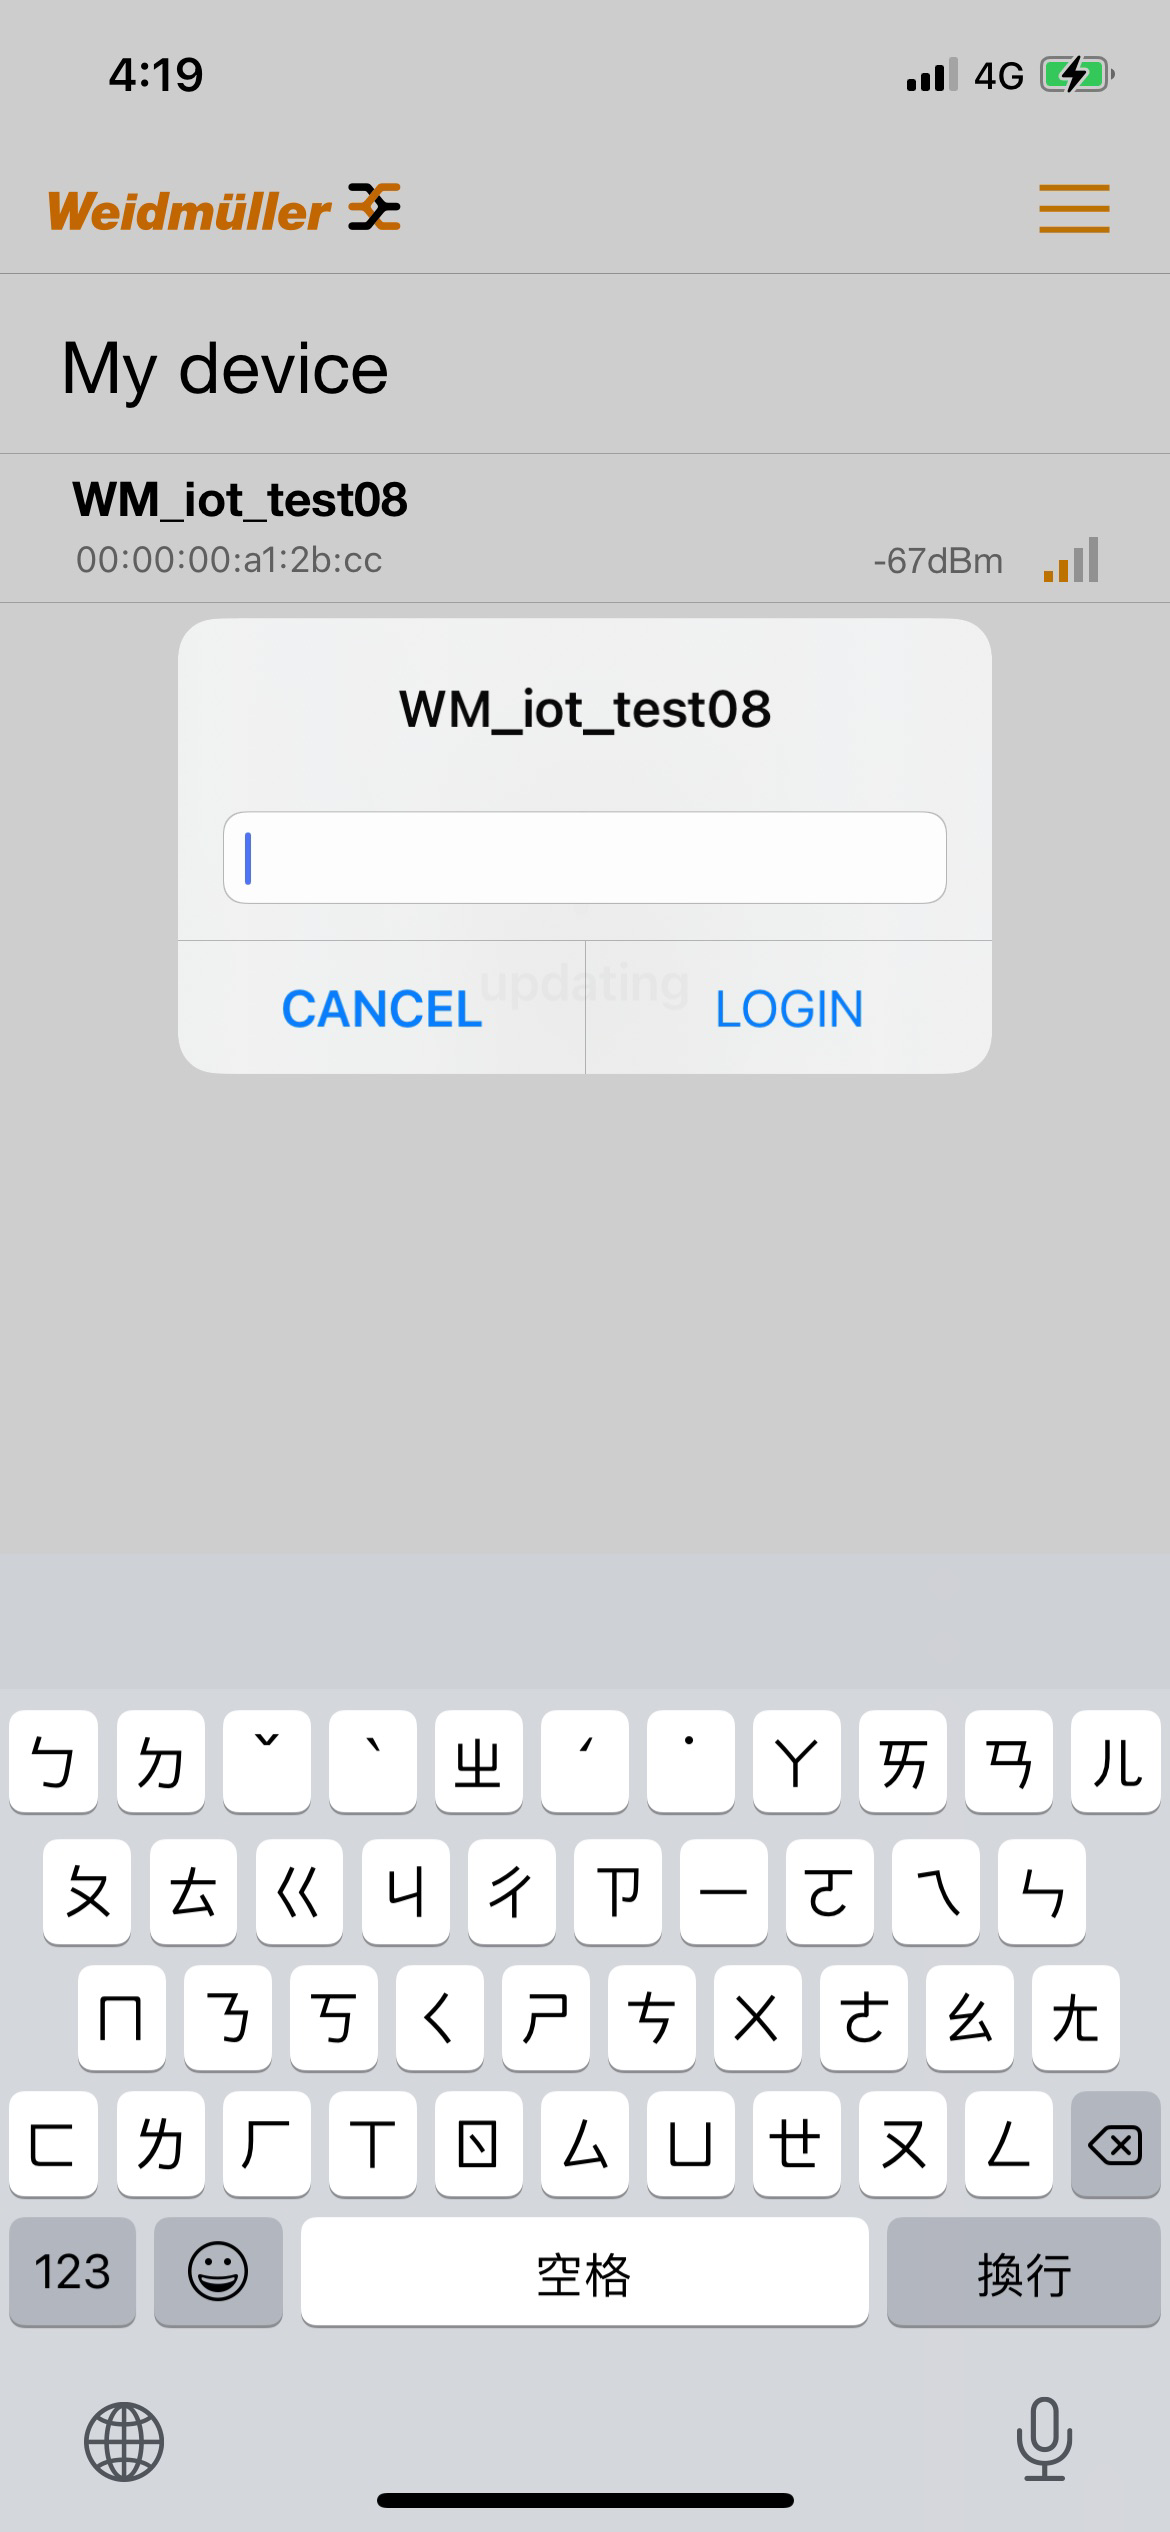 4:19 4G
Weidmüller
My device
WM_iot_test08
00:00:00:a1:2b:cc -67dBm
WM_iot_test08
updating
CANCEL LOGIN
ㄅ ㄉ ˇ ˋ ㄓ ˊ ˙ ㄚ ㄞ ㄢ ㄦ
ㄆ ㄊ ㄍ ㄐ ㄔ ㄗ ㄧ ㄛ ㄟ ㄣ
ㄇ ㄋ ㄎ ㄑ ㄕ ㄘ ㄨ ㄜ ㄠ ㄤ
ㄈ ㄌ ㄏ ㄒ ㄖ ㄙ ㄩ ㄝ ㄡ ㄥ
123 空格 換行